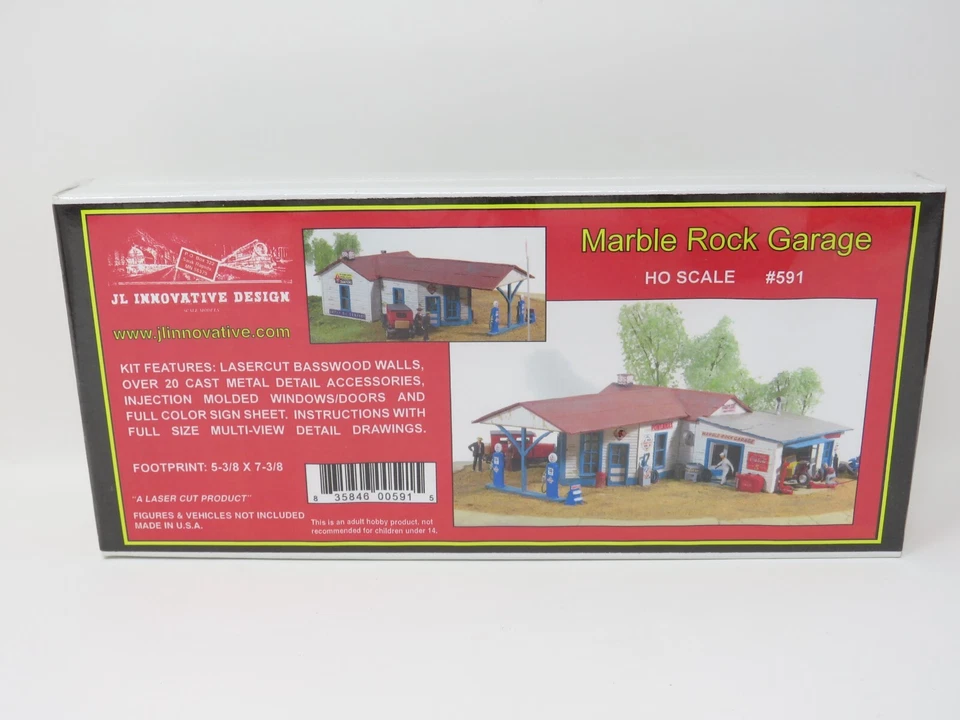 JL INNOVATIVE DESIGN
www.jlinnovative.com
KIT FEATURES: LASERCUT BASSWOOD WALLS,
OVER 20 CAST METAL DETAIL ACCESSORIES,
INJECTION MOLDED WINDOWS/DOORS AND
FULL COLOR SIGN SHEET. INSTRUCTIONS WITH
FULL SIZE MULTI-VIEW DETAIL DRAWINGS.
FOOTPRINT: 5-3/8 X 7-3/8
"A LASER CUT PRODUCT"
FIGURES & VEHICLES NOT INCLUDED
MADE IN U.S.A.
8 35846 00591 5
This is an adult hobby product. not
recommended for children under 14.
Marble Rock Garage
HO SCALE #591
MARBLE ROCK GARAGE